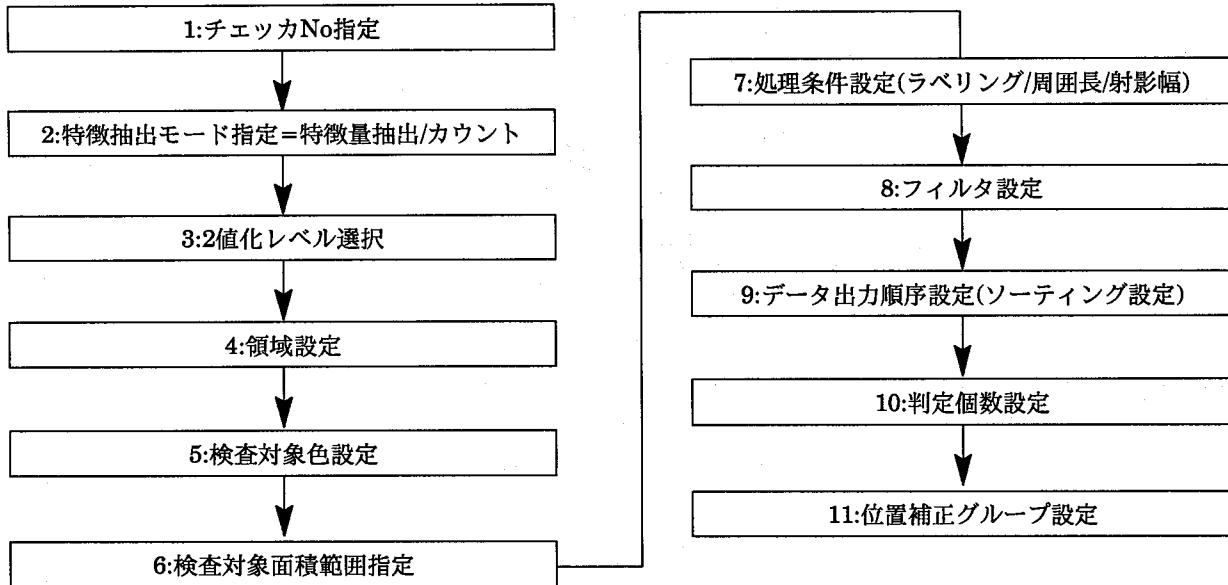 1:チェッカNo指定
2:特徴抽出モード指定=特徴量抽出/カウント
3:2値化レベル選択
4:領域設定
5:検査対象色設定
6:検査対象面積範囲指定
7:処理条件設定(ラベリング/周囲長/射影幅)
8:フィルタ設定
9:データ出力順序設定(ソーティング設定)
10:判定個数設定
11:位置補正グループ設定